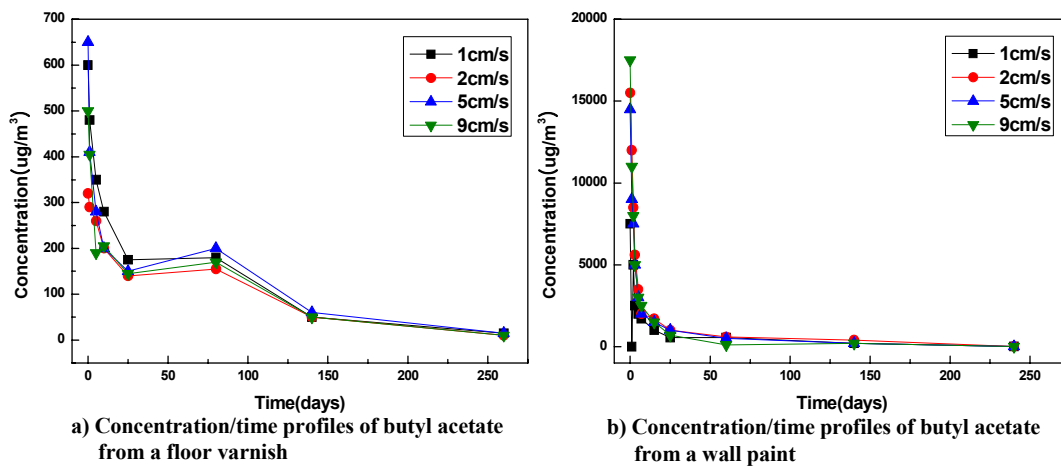 700
600
500
400
300
200
100
0
Concentration(ug/m³)
1cm/s
2cm/s
5cm/s
9cm/s
0 50 100 150 200 250
Time(days)
a) Concentration/time profiles of butyl acetate
from a floor varnish
20000
15000
10000
5000
0
Concentration(ug/m³)
1cm/s
2cm/s
5cm/s
9cm/s
0 50 100 150 200 250
Time(days)
b) Concentration/time profiles of butyl acetate
from a wall paint